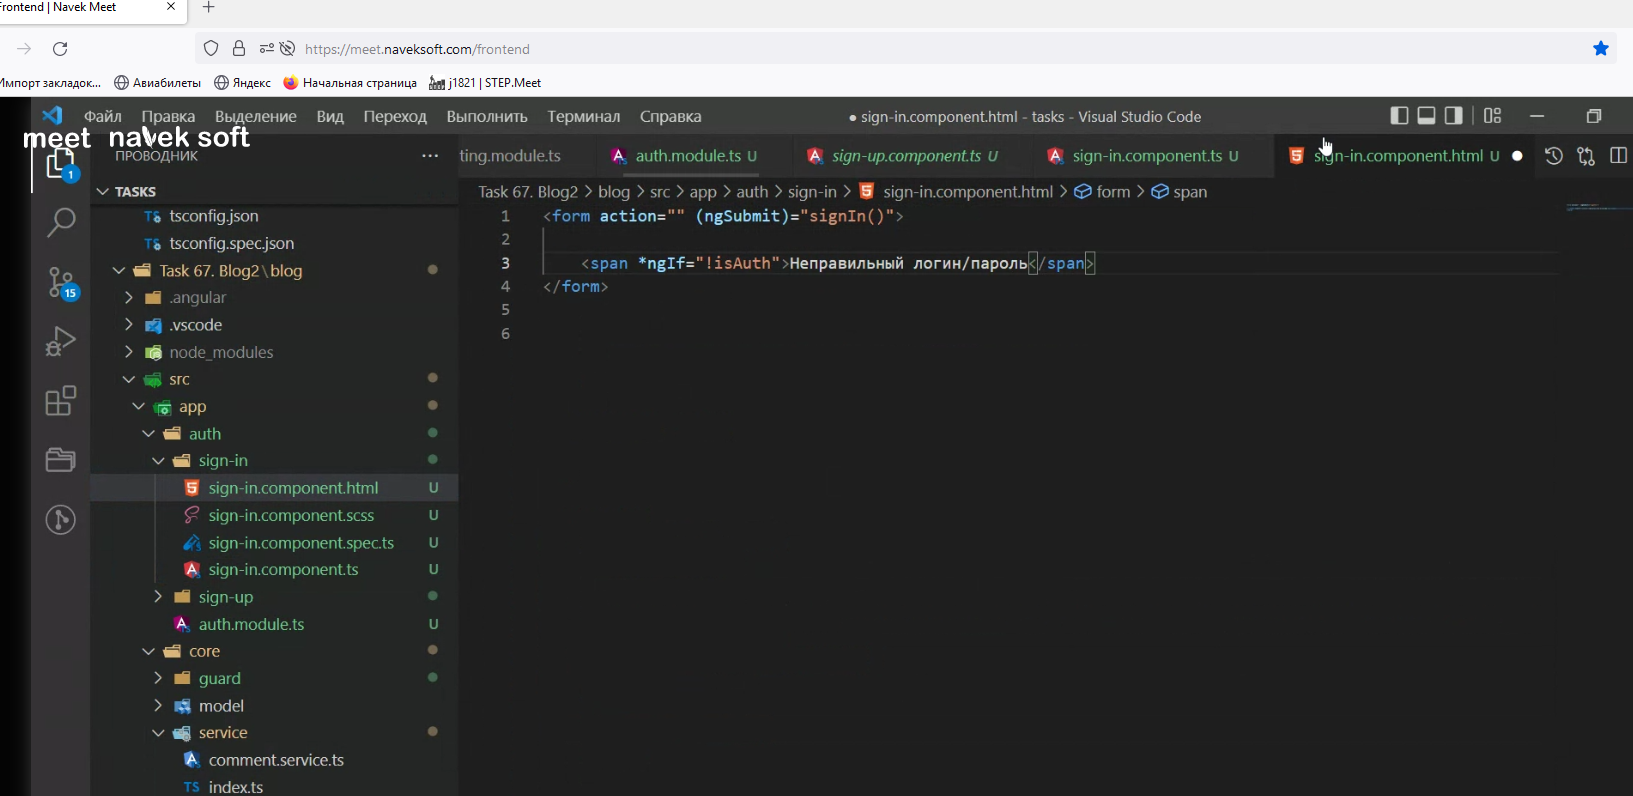 Frontend | Navek Meet
https://meet.naveksoft.com/frontend
Импорт закладок... Авиабилеты Яндекс Начальная страница j1821 | STEP.Meet
Файл Правка Выделение Вид Переход Выполнить Терминал Справка
● sign-in.component.html - tasks - Visual Studio Code
meet navek soft
ПРОВОДНИК
ting.module.ts auth.module.ts U sign-up.component.ts U sign-in.component.ts U sign-in.component.html U
Task 67. Blog2 > blog > src > app > auth > sign-in > sign-in.component.html > form > span
1
TASKS
tsconfig.json
tsconfig.spec.json
Task 67. Blog2\blog
.angular
.vscode
15
node_modules
src
app
auth
sign-in
sign-in.component.html U
sign-in.component.scss U
sign-in.component.spec.ts U
sign-in.component.ts U
sign-up
auth.module.ts U
core
guard
model
service
comment.service.ts
TS index.ts
1 <form action="" (ngSubmit)="signIn()">
2
3 <span *ngIf="!isAuth">Неправильный логин/пароль</span>
4 </form>
5
6